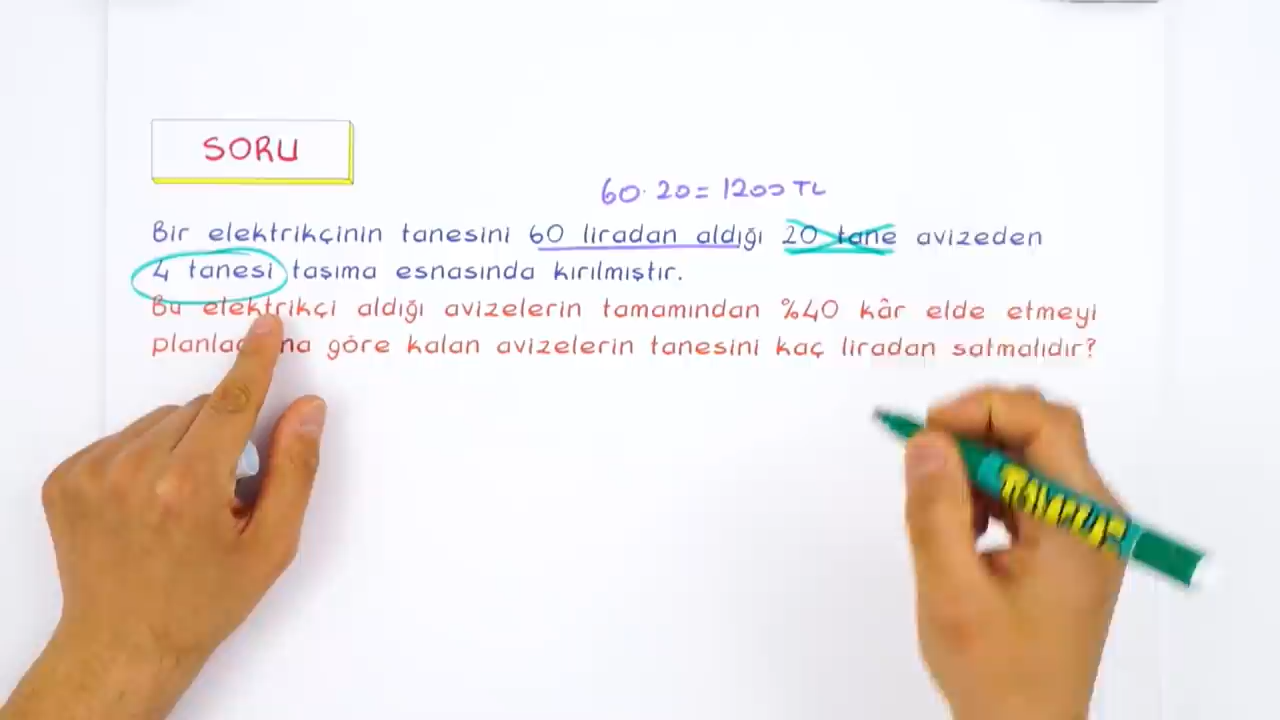 SORU
60·20 = 1200 TL
Bir elektrikçinin tanesini 60 liradan aldığı 20 tane avizeden
4 tanesi taşıma esnasında kırılmıştır.
Bu elektrikçi aldığı avizelerin tamamından %40 kâr elde etmeyi
göre kalan avizelerin tanesini kaç liradan satmalıdır?